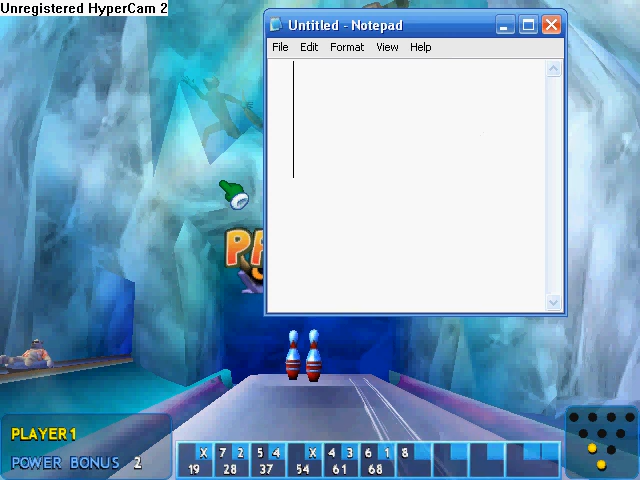 Unregistered HyperCam 2
Untitled - Notepad
File Edit Format View Help
PLAYER 1
POWER BONUS 2
X 7 2 5 4 X 4 3 6 1 8
19 28 37 54 61 68